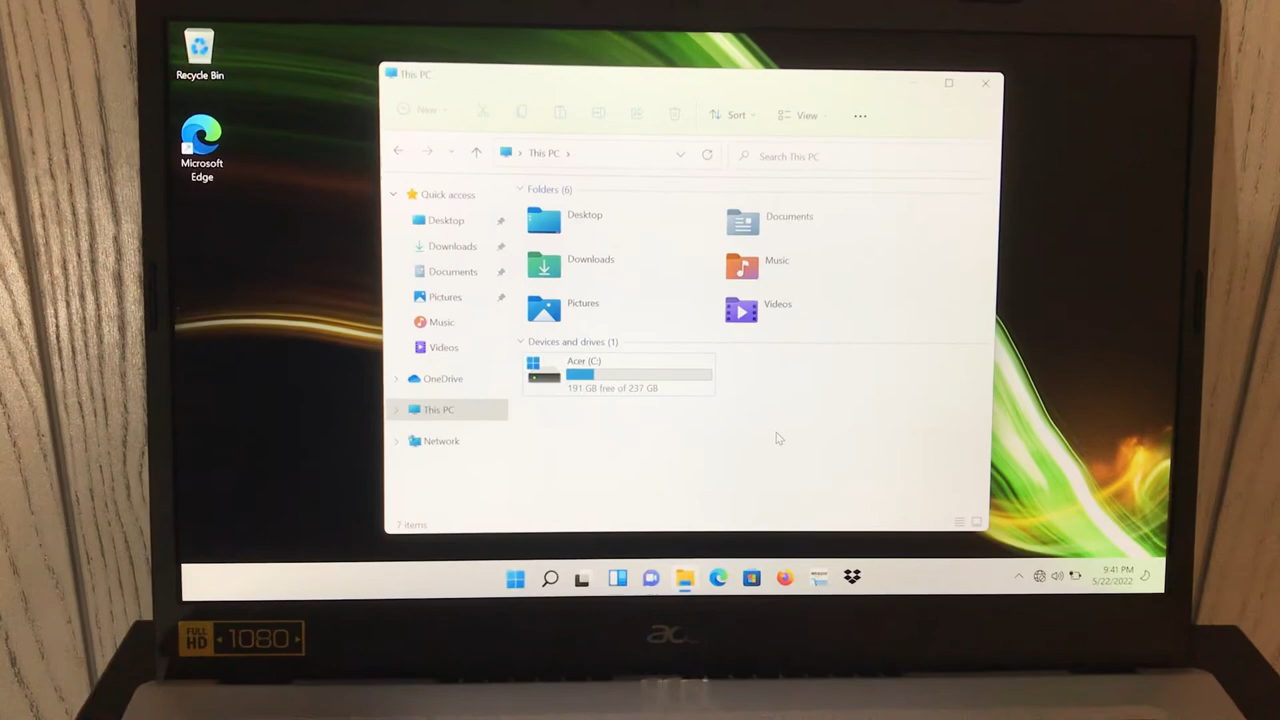 Recycle Bin
Microsoft
Edge
This PC
New
Sort
View
This PC
Search This PC
Quick access
Desktop
Downloads
Documents
Pictures
Music
Videos
OneDrive
This PC
Network
Folders (6)
Desktop
Documents
Downloads
Music
Pictures
Videos
Devices and drives (1)
Acer (C:)
191 GB free of 237 GB
7 items
9:41 PM
5/22/2022
FULL
HD
1080
acer